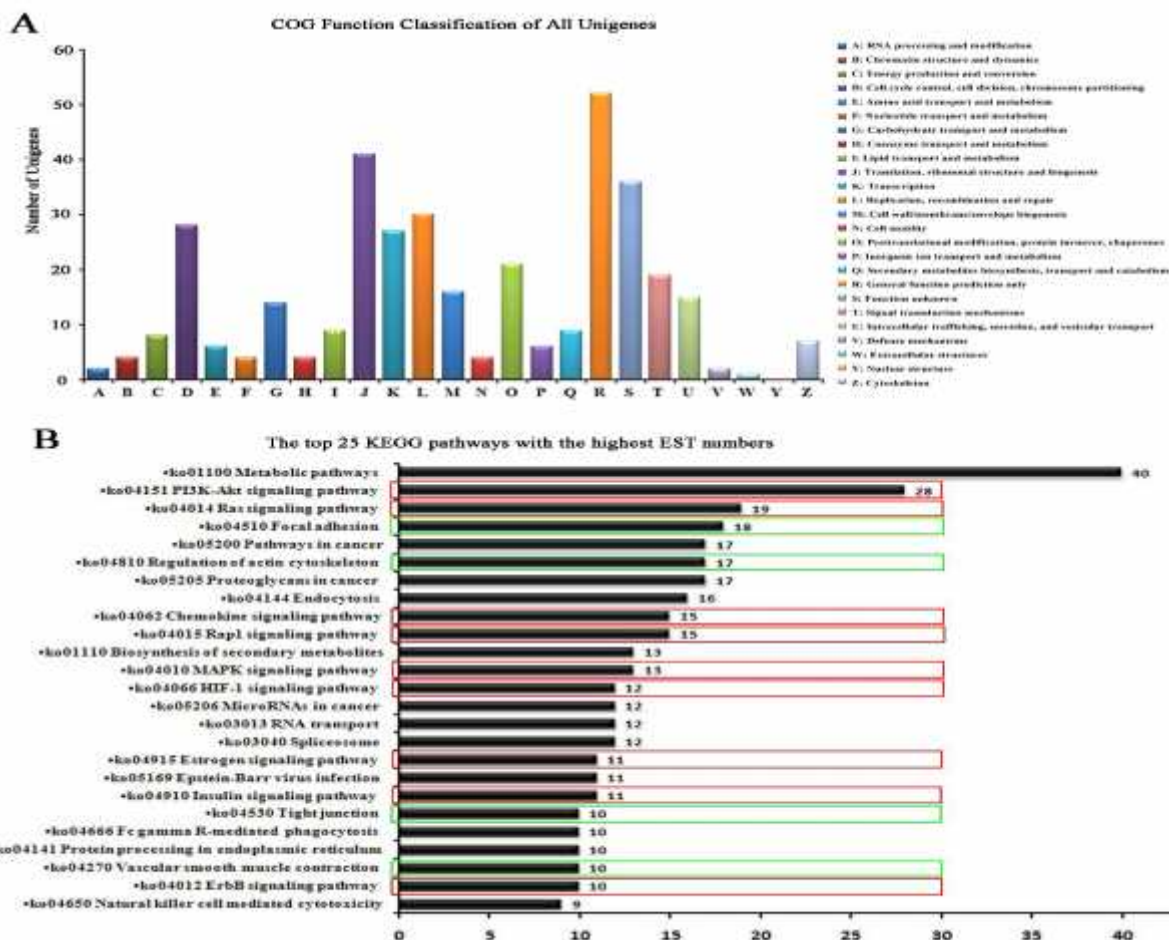 A
COG Function Classification of All Unigenes
Number of Unigenes
60
50
40
30
20
10
0
A B C D E F G H I J K L M N O P Q R S T U V W Y Z
A: RNA processing and modification
B: Chromatin structure and dynamics
C: Energy production and conversion
D: Cell cycle control, cell division, chromosome partitioning
E: Amino acid transport and metabolism
F: Nucleotide transport and metabolism
G: Carbohydrate transport and metabolism
H: Coenzyme transport and metabolism
I: Lipid transport and metabolism
J: Translation, ribosomal structure and biogenesis
K: Transcription
L: Replication, recombination and repair
M: Cell wall/membrane/envelope biogenesis
N: Cell motility
O: Posttranslational modification, protein turnover, chaperones
P: Inorganic ion transport and metabolism
Q: Secondary metabolites biosynthesis, transport and catabolism
R: General function prediction only
S: Function unknown
T: Signal transduction mechanisms
U: Intracellular trafficking, secretion, and vesicular transport
V: Defense mechanisms
W: Extracellular structures
Y: Nuclear structure
Z: Cytoskeleton
B
The top 25 KEGG pathways with the highest EST numbers
•ko01100 Metabolic pathways 40
•ko04151 PI3K-Akt signaling pathway 28
•ko04014 Ras signaling pathway 19
•ko04510 Focal adhesion 18
•ko05200 Pathways in cancer 17
•ko04810 Regulation of actin cytoskeleton 17
•ko05205 Proteoglycans in cancer 17
•ko04144 Endocytosis 16
•ko04062 Chemokine signaling pathway 15
•ko04015 Rap1 signaling pathway 15
•ko01110 Biosynthesis of secondary metabolites 13
•ko04010 MAPK signaling pathway 13
•ko04066 HIF-1 signaling pathway 12
•ko05206 MicroRNAs in cancer 12
•ko03013 RNA transport 12
•ko03040 Spliceosome 12
•ko04915 Estrogen signaling pathway 11
•ko05169 Epstein-Barr virus infection 11
•ko04910 Insulin signaling pathway 11
•ko04530 Tight junction 10
•ko04666 Fc gamma R-mediated phagocytosis 10
ko04141 Protein processing in endoplasmic reticulum 10
•ko04270 Vascular smooth muscle contraction 10
•ko04012 ErbB signaling pathway 10
•ko04650 Natural killer cell mediated cytotoxicity 9
0 5 10 15 20 25 30 35 40